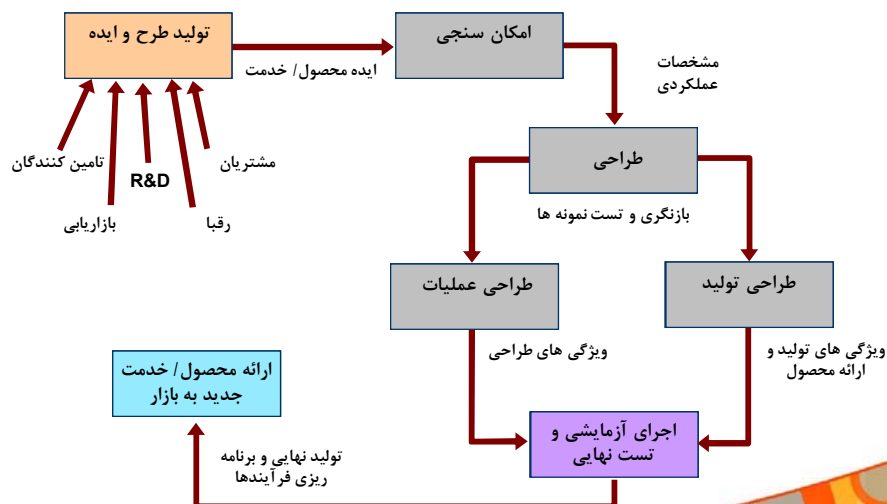 تولید طرح و ایده
ایده محصول/ خدمت
امکان سنجی
مشخصات
عملکردی
تامین کنندگان
بازاریابی
R&D
رقبا
مشتریان
طراحی
بازنگری و تست نمونه ها
طراحی عملیات
طراحی تولید
ویژگی های طراحی
ویژگی های تولید و
ارائه محصول
اجرای آزمایشی و
تست نهایی
تولید نهایی و برنامه
ریزی فرآیندها
ارائه محصول/ خدمت
جدید به بازار